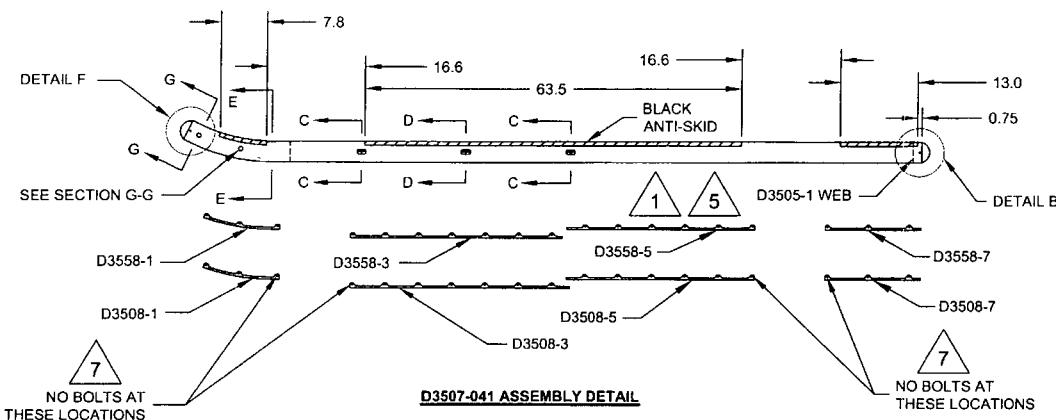 7.8
16.6
16.6
63.5
13.0
0.75
DETAIL F
G
E
C
D
C
BLACK
ANTI-SKID
G
C
D
C
E
SEE SECTION G-G
D3505-1 WEB
DETAIL B
1
5
D3558-1
D3558-3
D3558-5
D3558-7
D3508-1
D3508-3
D3508-5
D3508-7
7
NO BOLTS AT
THESE LOCATIONS
7
NO BOLTS AT
THESE LOCATIONS
D3507-041 ASSEMBLY DETAIL